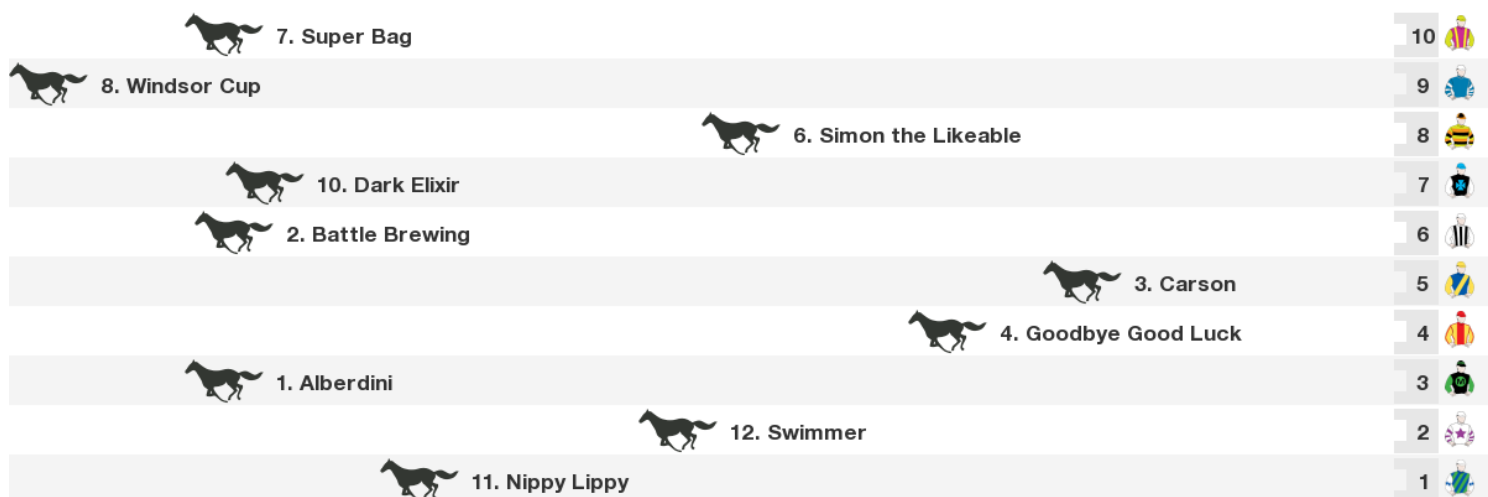 7. Super Bag 10
8. Windsor Cup 9
6. Simon the Likeable 8
10. Dark Elixir 7
2. Battle Brewing 6
3. Carson 5
4. Goodbye Good Luck 4
1. Alberdini 3
12. Swimmer 2
11. Nippy Lippy 1